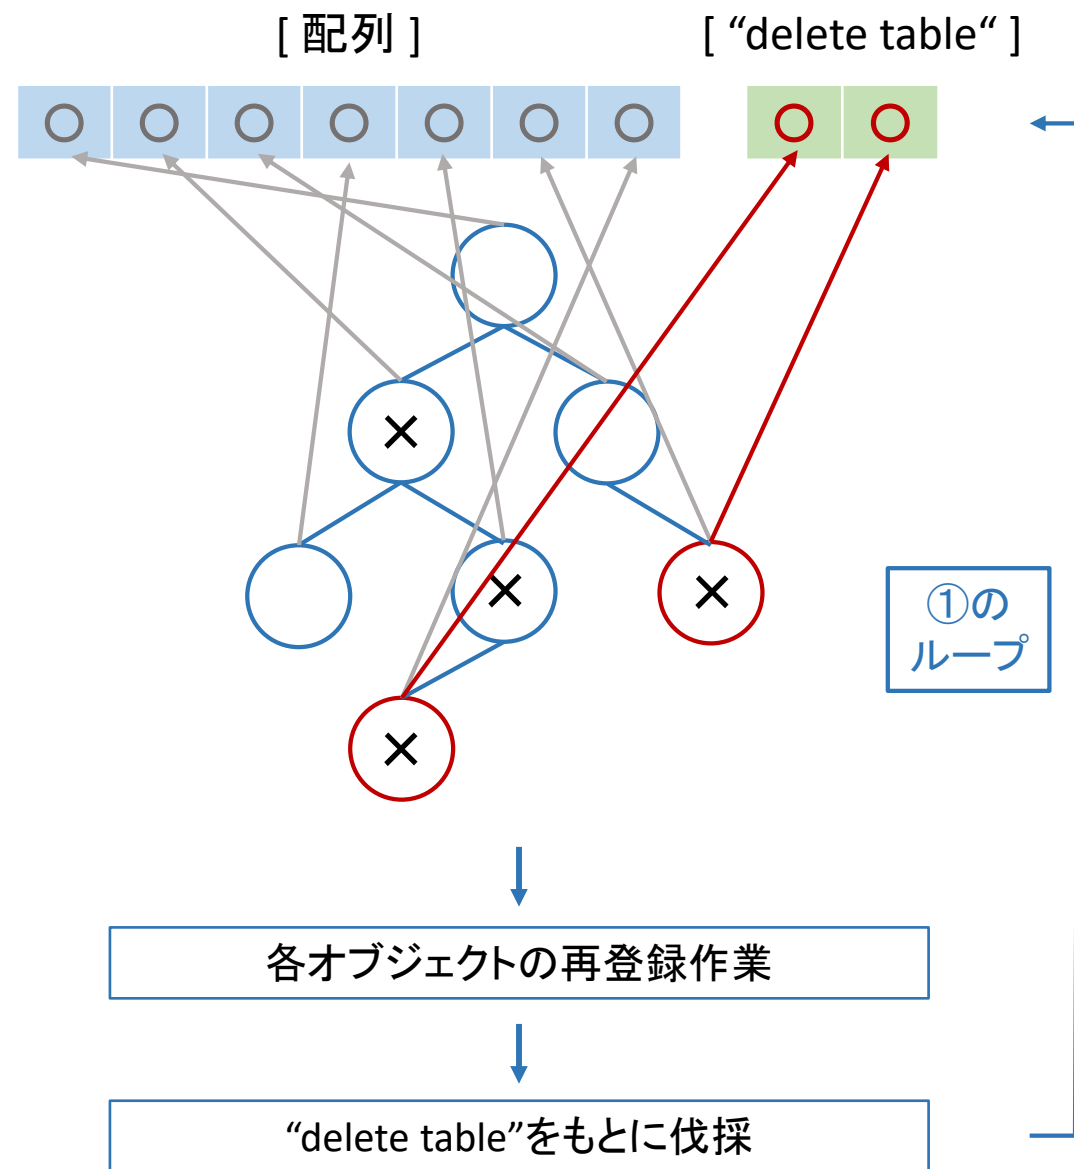 [ 配列 ]
[ “delete table“ ]
×
×
×
×
①の
ループ
各オブジェクトの再登録作業
“delete table”をもとに伐採